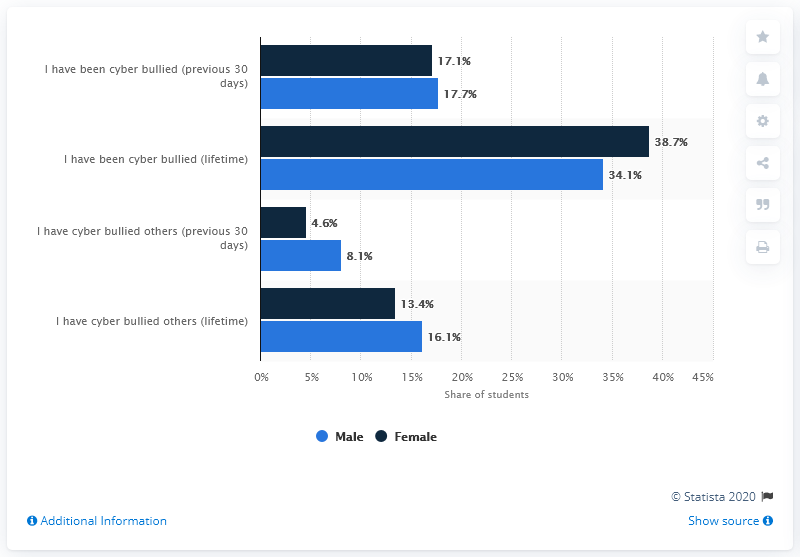 I have been cyber bullied (previous 30
days)
17.1%
17.7%
I have been cyber bullied (lifetime)
38.7%
34.1%
I have cyber bullied others (previous 30
days)
4.6%
8.1%
I have cyber bullied others (lifetime)
13.4%
16.1%
0% 5% 10% 15% 20% 25% 30% 35% 40% 45%
Share of students
Male Female
© Statista 2020
Additional Information Show source